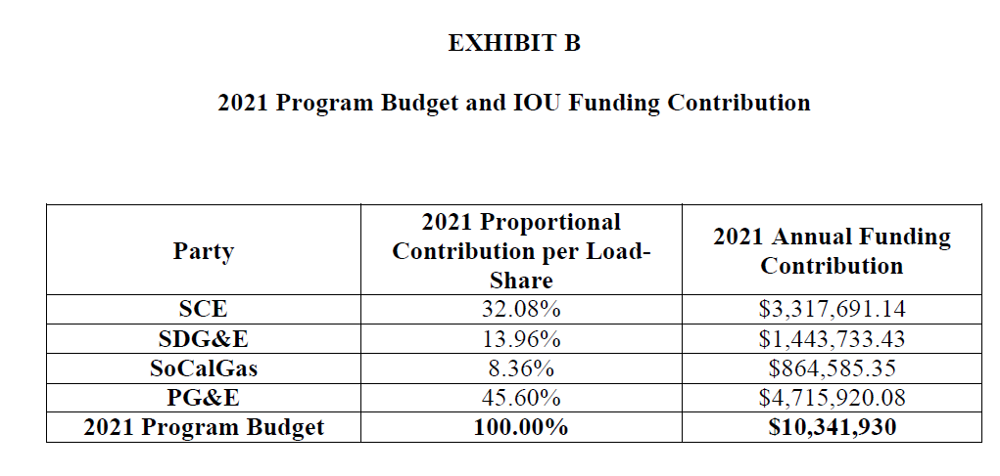 EXHIBIT B
2021 Program Budget and IOU Funding Contribution
Party
2021 Proportional
Contribution per Load-
Share
2021 Annual Funding
Contribution
SCE 32.08% $3,317,691.14
SDG&E 13.96% $1,443,733.43
SoCalGas 8.36% $864,585.35
PG&E 45.60% $4,715,920.08
2021 Program Budget 100.00% $10,341,930